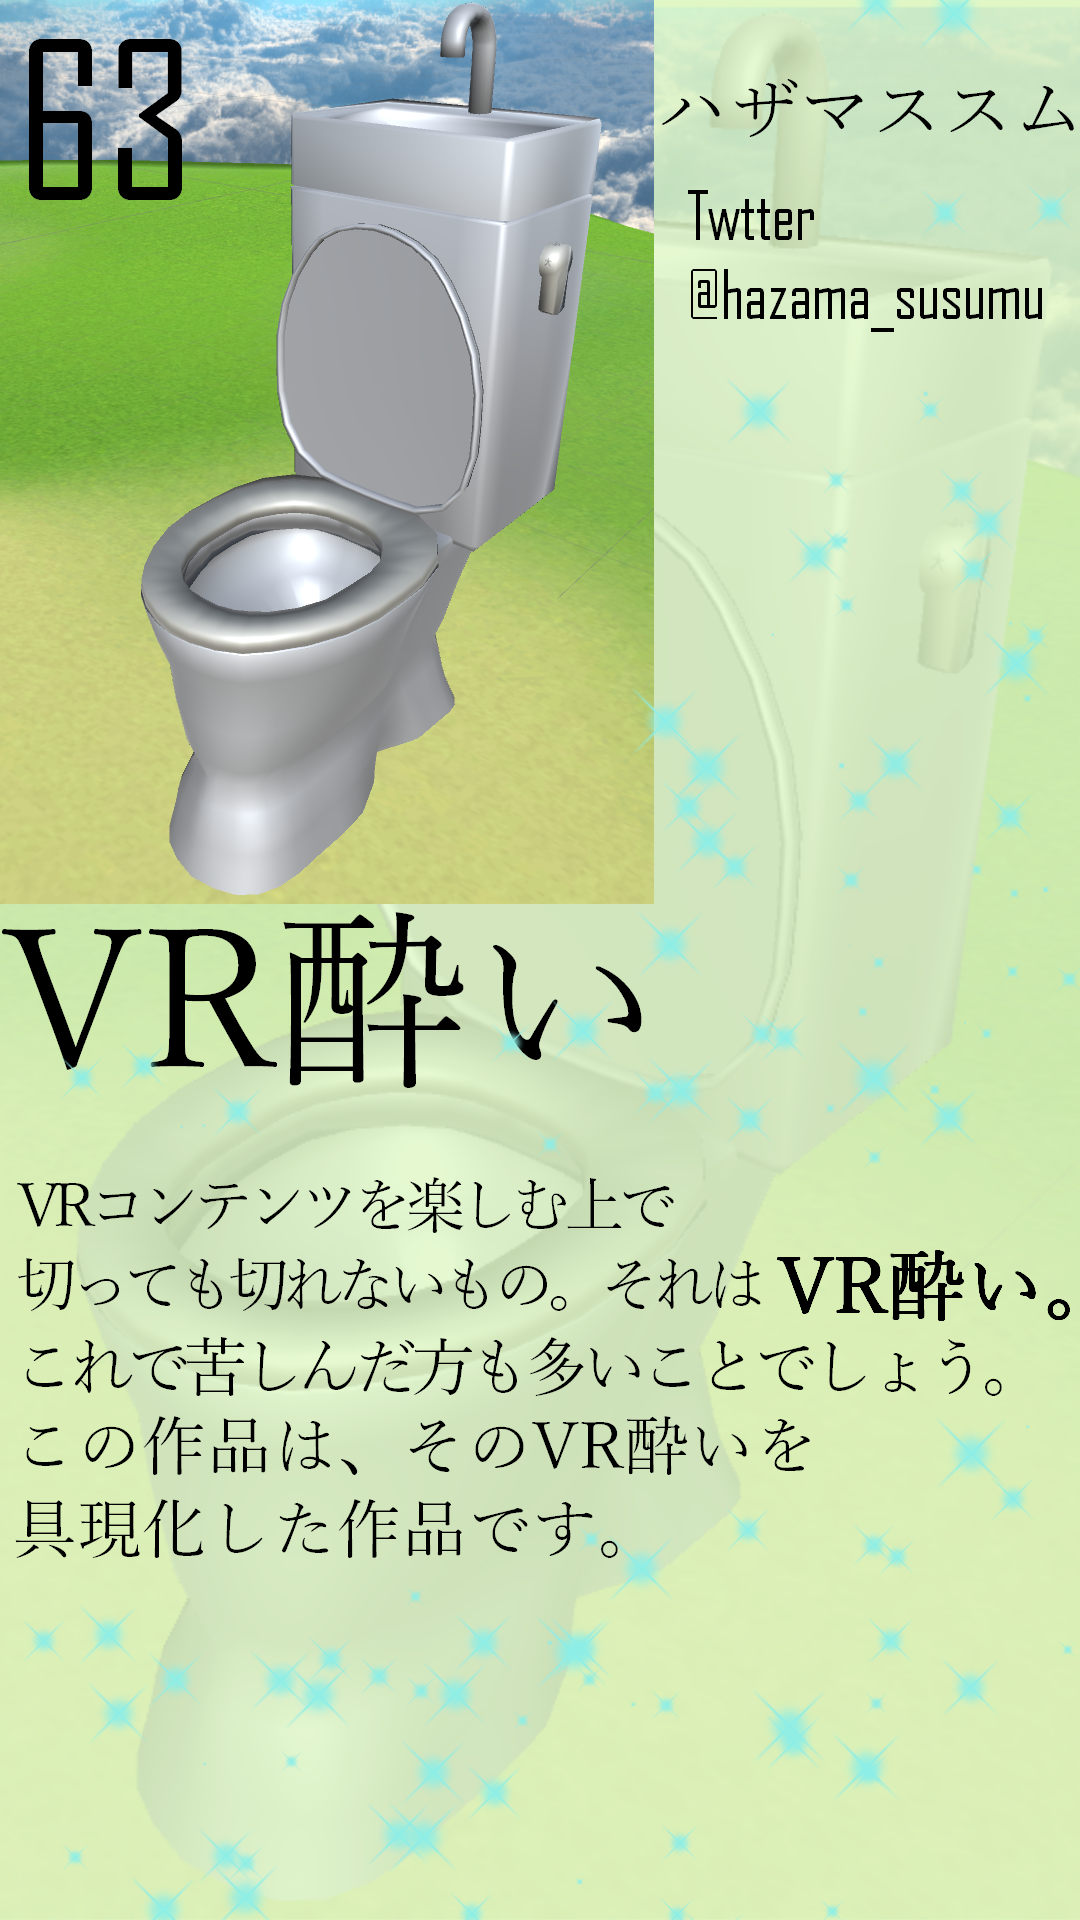 63
ハザマススム
Twtter
@hazama_susumu
VR酔い
VRコンテンツを楽しむ上で
切っても切れないもの。それは VR酔い。
これで苦しんだ方も多いことでしょう。
この作品は、そのVR酔いを
具現化した作品です。